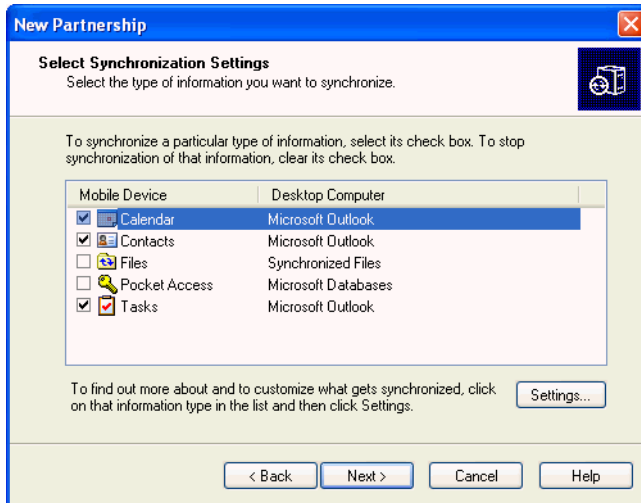 New Partnership
Select Synchronization Settings
Select the type of information you want to synchronize.
To synchronize a particular type of information, select its check box. To stop
synchronization of that information, clear its check box.
Mobile Device Desktop Computer
Calendar Microsoft Outlook
Contacts Microsoft Outlook
Files Synchronized Files
Pocket Access Microsoft Databases
Tasks Microsoft Outlook
To find out more about and to customize what gets synchronized, click
on that information type in the list and then click Settings.
Settings...
< Back Next > Cancel Help